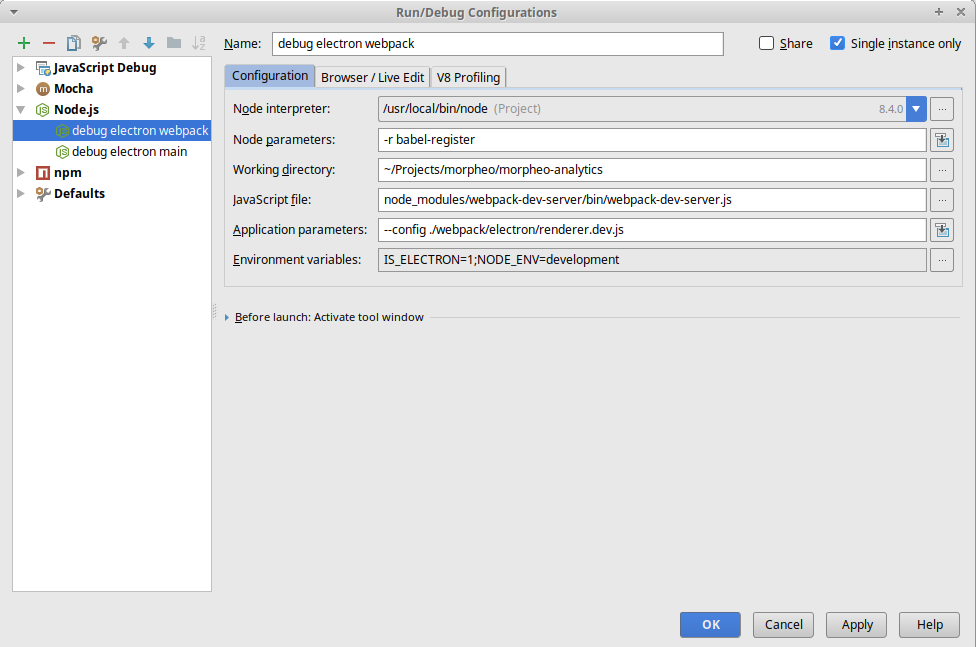 Run/Debug Configurations
Name: debug electron webpack Share Single instance only
JavaScript Debug
Mocha
Node.js
debug electron webpack
debug electron main
npm
Defaults
Configuration Browser / Live Edit V8 Profiling
Node interpreter: /usr/local/bin/node (Project) 8.4.0 ...
Node parameters: -r babel-register
Working directory: ~/Projects/morpheo/morpheo-analytics ...
JavaScript file: node_modules/webpack-dev-server/bin/webpack-dev-server.js ...
Application parameters: --config ./webpack/electron/renderer.dev.js
Environment variables: IS_ELECTRON=1;NODE_ENV=development ...
Before launch: Activate tool window
OK Cancel Apply Help